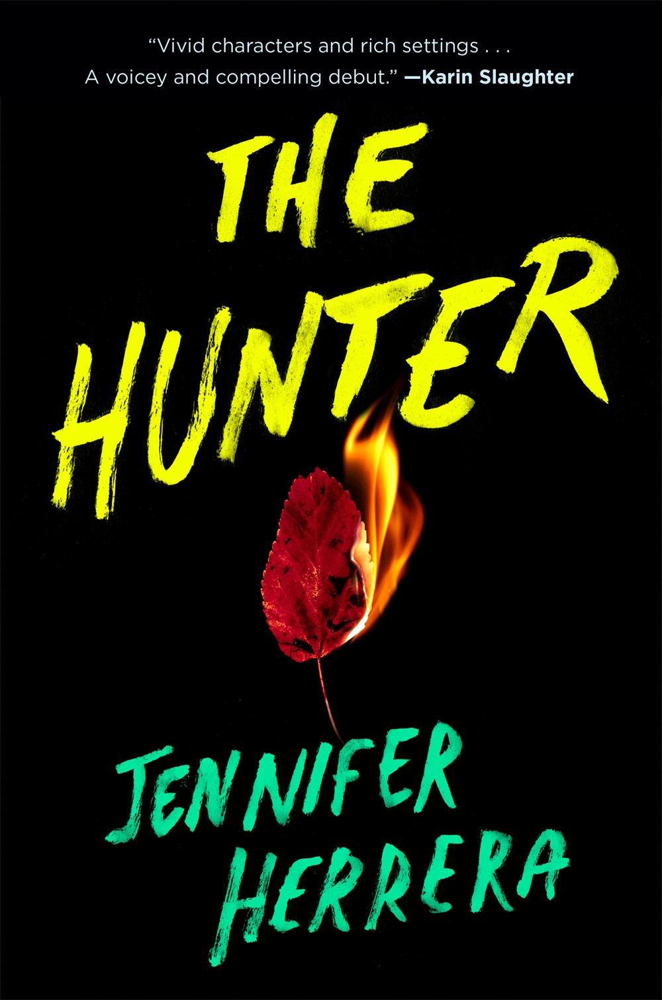 “Vivid characters and rich settings . . .
A voicey and compelling debut.” —Karin Slaughter
THE
HUNTER
JENNIFER
HERRERA